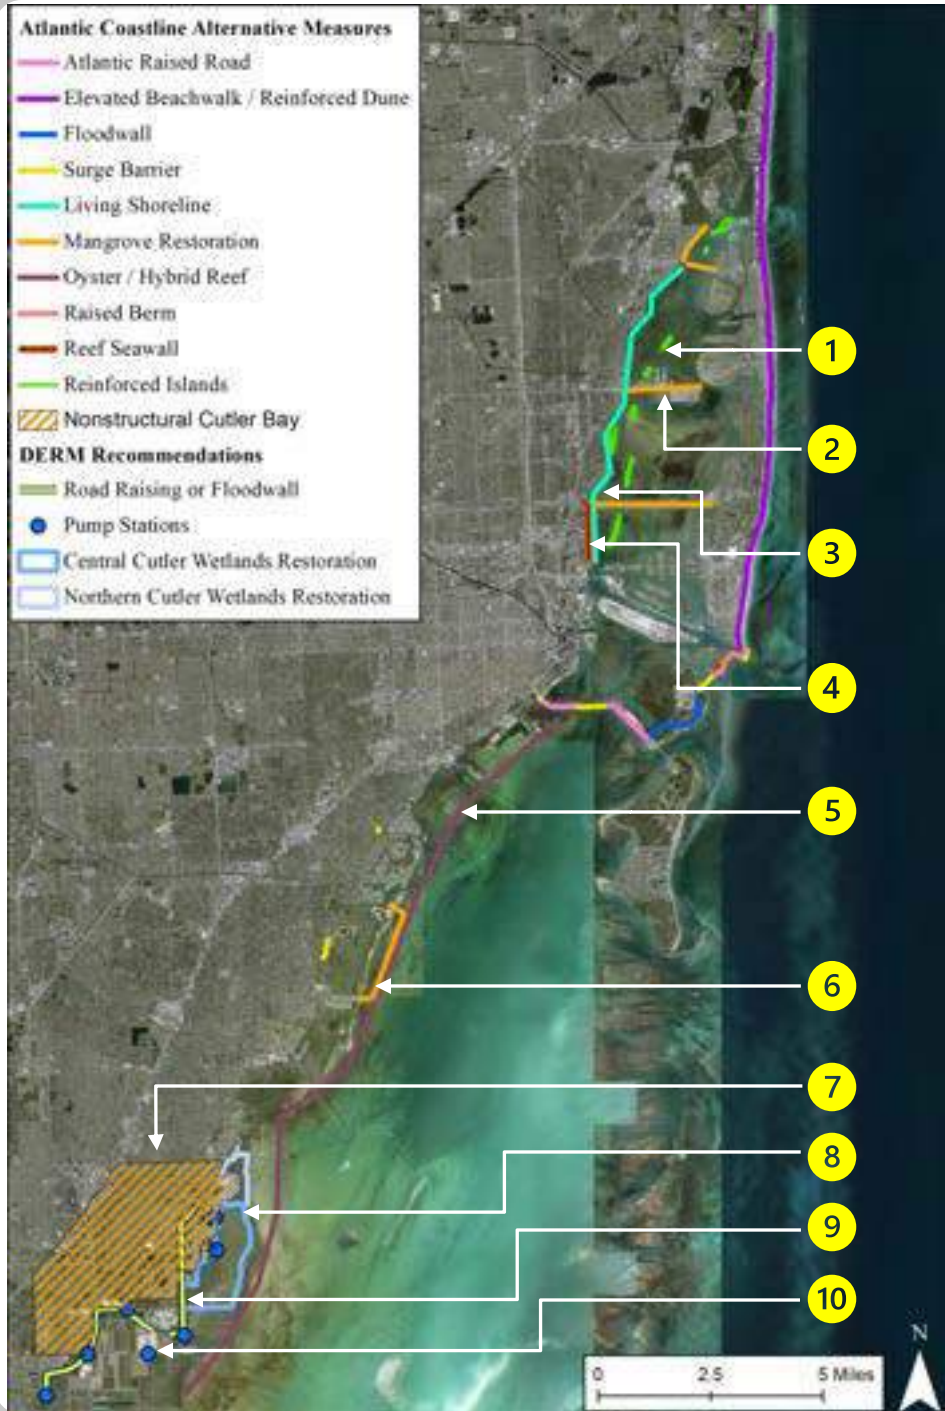 Atlantic Coastline Alternative Measures
Atlantic Raised Road
Elevated Beachwalk / Reinforced Dune
Floodwall
Surge Barrier
Living Shoreline
Mangrove Restoration
Oyster / Hybrid Reef
Raised Berm
Reef Seawall
Reinforced Islands
Nonstructural Cutler Bay
DERM Recommendations
Road Raising or Floodwall
Pump Stations
Central Cutler Wetlands Restoration
Northern Cutler Wetlands Restoration
1
2
3
4
5
6
7
8
9
10
N
0 2.5 5 Miles